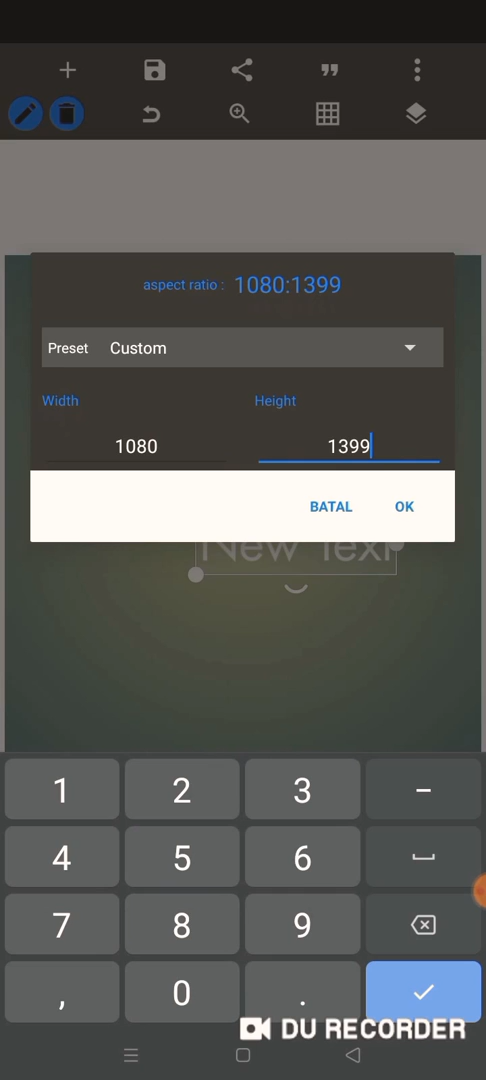 aspect ratio : 1080:1399
Preset Custom
Width Height
1080 1399
BATAL OK
New Text
1 2 3 –
4 5 6
7 8 9
, 0 .
DU RECORDER